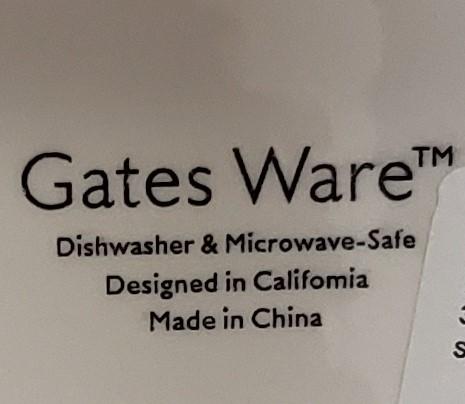 Gates Ware™
Dishwasher & Microwave-Safe
Designed in Califomia
Made in China